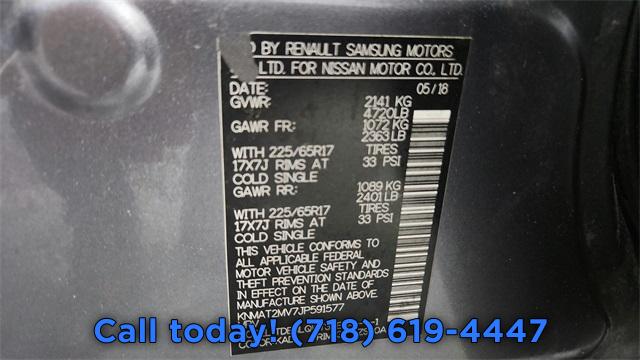 BY RENAULT SAMSUNG MOTORS
LTD. FOR NISSAN MOTOR CO., LTD.
DATE: 05/18
GVWR: 2141 KG
4720LB
GAWR FR: 1072 KG
2363 LB
WITH 225/65R17 TIRES
17X7J RIMS AT 33 PSI
COLD SINGLE
GAWR RR: 1089 KG
2401 LB
WITH 225/65R17 TIRES
17X7J RIMS AT 33 PSI
COLD SINGLE
THIS VEHICLE CONFORMS TO
ALL APPLICABLE FEDERAL
MOTOR VEHICLE SAFETY AND
THEFT PREVENTION STANDARDS
IN EFFECT ON THE DATE OF
MANUFACTURE SHOWN ABOVE.
KNMAT2MV7JP591577
Call today! (718) 619-4447